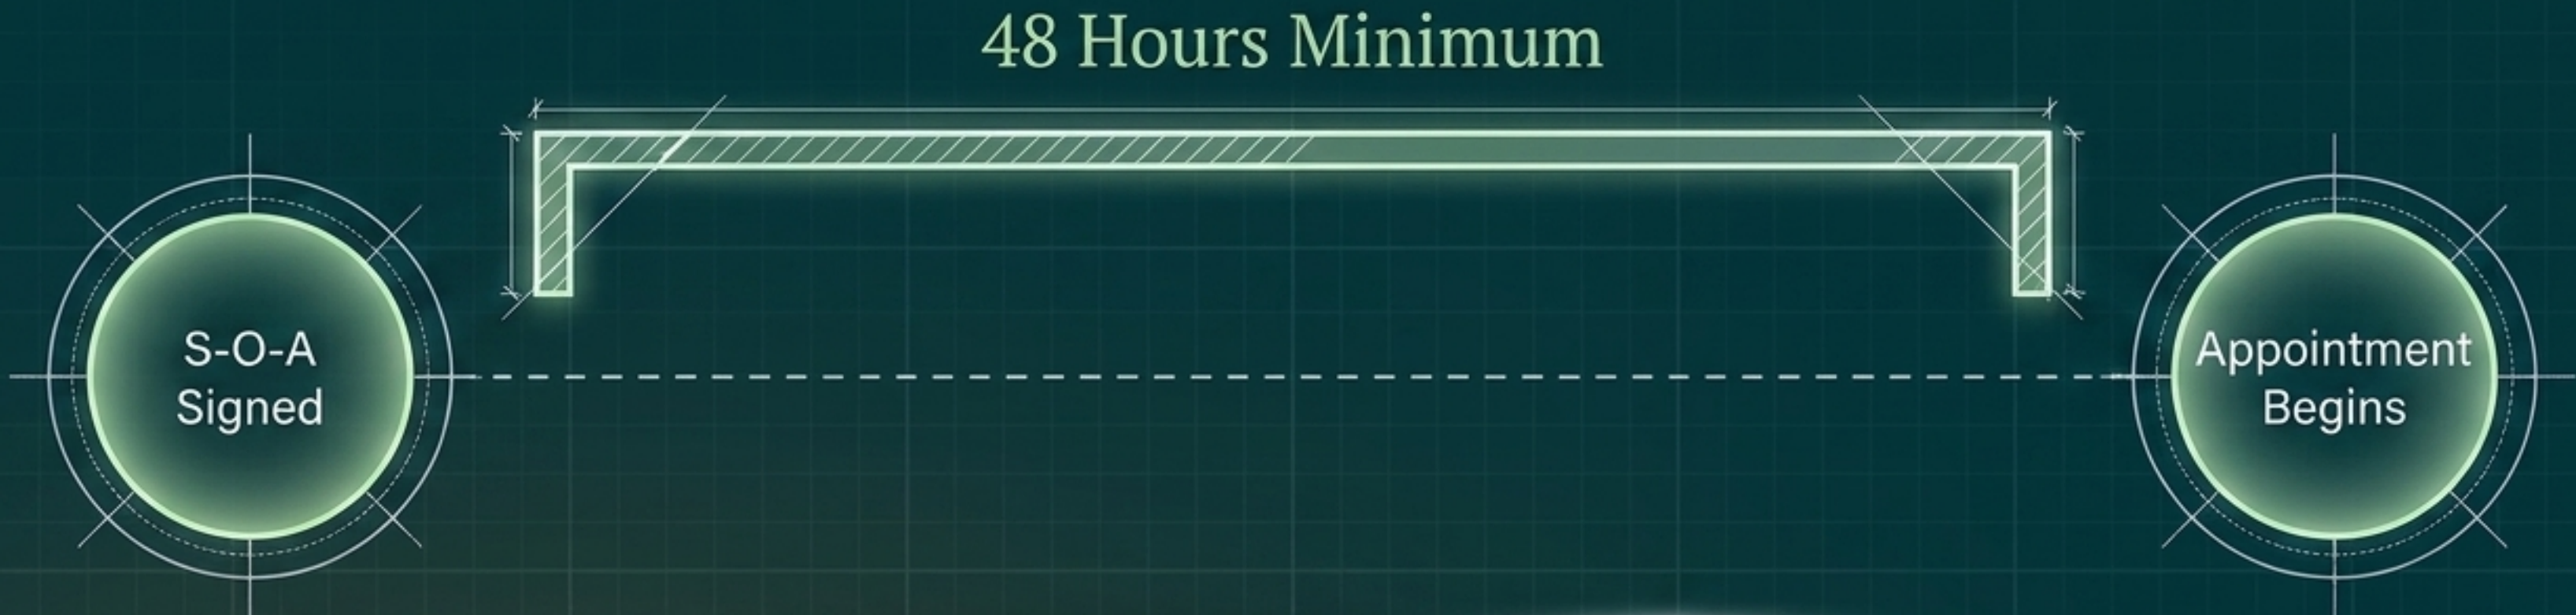 48 Hours Minimum
S-O-A
Signed
Appointment
Begins